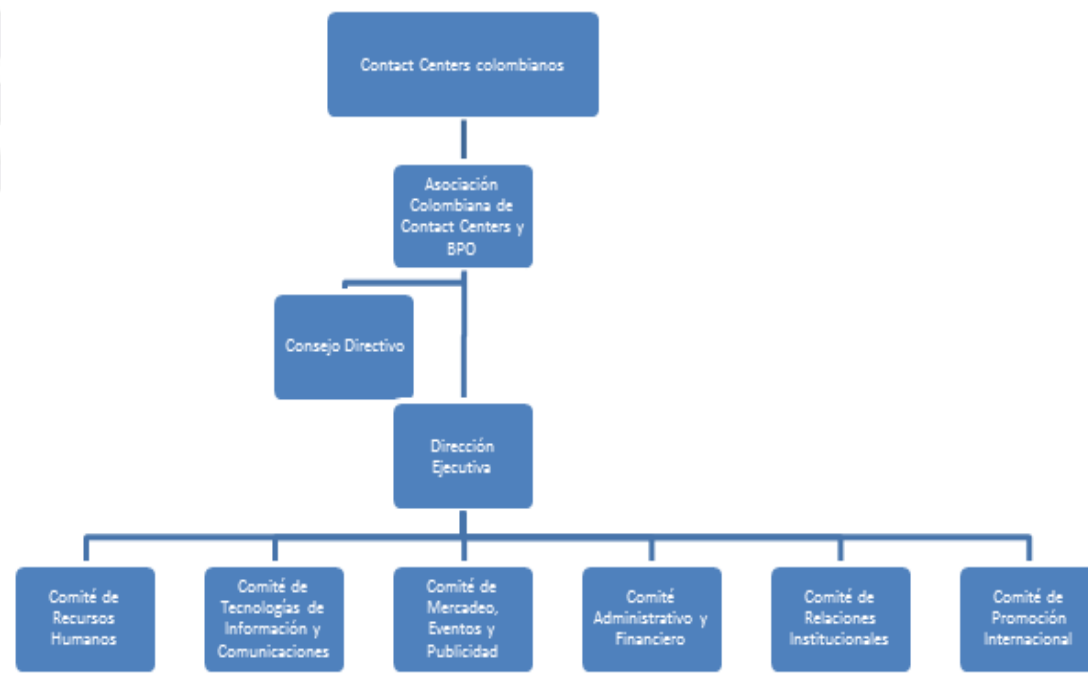 Contact Centers colombianos
Asociación
Colombiana de
Contact Centers y
BPO
Consejo Directivo
Dirección
Ejecutiva
Comité de
Recursos
Humanos
Comité de
Tecnologías de
Información y
Comunicaciones
Comité de
Mercadeo,
Eventos y
Publicidad
Comité
Administrativo y
Financiero
Comité de
Relaciones
Institucionales
Comité de
Promoción
Internacional